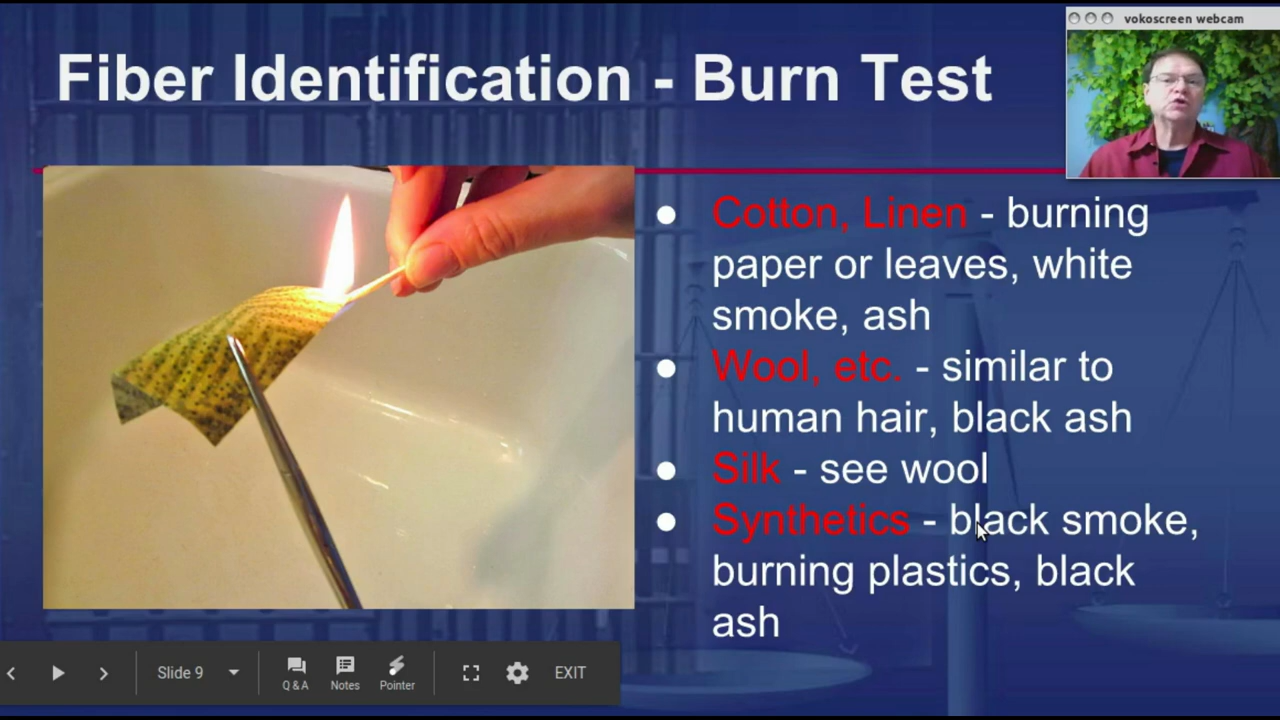 vokoscreen webcam
Fiber Identification - Burn Test
● Cotton, Linen - burning
paper or leaves, white
smoke, ash
● Wool, etc. - similar to
human hair, black ash
● Silk - see wool
● Synthetics - black smoke,
burning plastics, black
ash
Slide 9
Q & A
Notes
Pointer
EXIT